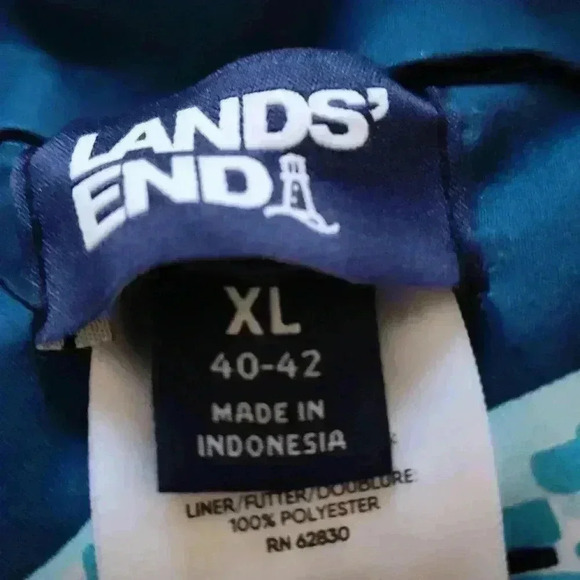 LANDS'
END
XL
40-42
MADE IN
INDONESIA
LINER/FUTTER/DOUBLURE:
100% POLYESTER
RN 62830